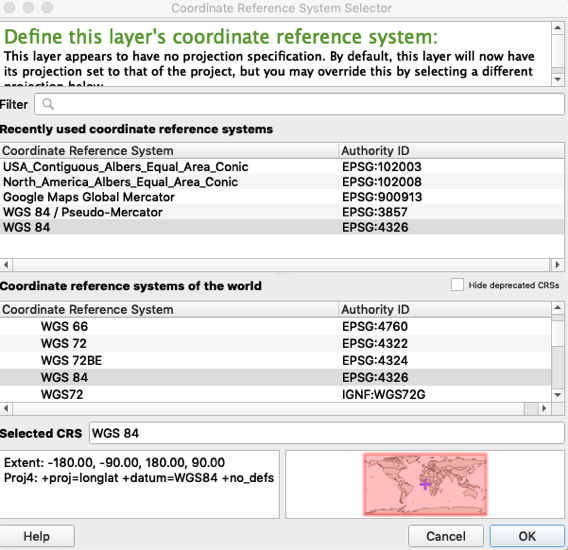 Coordinate Reference System Selector
Define this layer's coordinate reference system:
This layer appears to have no projection specification. By default, this layer will now have
its projection set to that of the project, but you may override this by selecting a different
projection below
Filter
Recently used coordinate reference systems
Coordinate Reference System Authority ID
USA_Contiguous_Albers_Equal_Area_Conic EPSG:102003
North_America_Albers_Equal_Area_Conic EPSG:102008
Google Maps Global Mercator EPSG:900913
WGS 84 / Pseudo-Mercator EPSG:3857
WGS 84 EPSG:4326
Coordinate reference systems of the world Hide deprecated CRSs
Coordinate Reference System Authority ID
WGS 66 EPSG:4760
WGS 72 EPSG:4322
WGS 72BE EPSG:4324
WGS 84 EPSG:4326
WGS72 IGNF:WGS72G
Selected CRS WGS 84
Extent: -180.00, -90.00, 180.00, 90.00
Proj4: +proj=longlat +datum=WGS84 +no_defs
Help Cancel OK